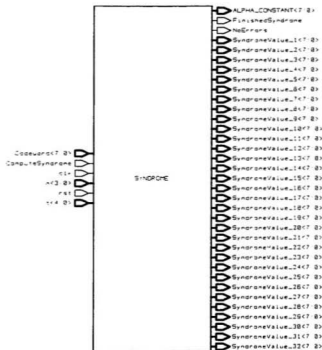 ALPHA_CONSTANT<7:0>
FinishedSyndrome
NoErrors
SyndromeValue_1<7:0>
SyndromeValue_2<7:0>
SyndromeValue_3<7:0>
SyndromeValue_4<7:0>
SyndromeValue_5<7:0>
SyndromeValue_6<7:0>
SyndromeValue_7<7:0>
SyndromeValue_8<7:0>
SyndromeValue_9<7:0>
SyndromeValue_10<7:0>
SyndromeValue_11<7:0>
SyndromeValue_12<7:0>
Codeword<7:0>
SyndromeValue_13<7:0>
ComputeSyndrome
SyndromeValue_14<7:0>
clr
SYNDROME
SyndromeValue_15<7:0>
m<3:0>
SyndromeValue_16<7:0>
rst
SyndromeValue_17<7:0>
t<4:0>
SyndromeValue_18<7:0>
SyndromeValue_19<7:0>
SyndromeValue_20<7:0>
SyndromeValue_21<7:0>
SyndromeValue_22<7:0>
SyndromeValue_23<7:0>
SyndromeValue_24<7:0>
SyndromeValue_25<7:0>
SyndromeValue_26<7:0>
SyndromeValue_27<7:0>
SyndromeValue_28<7:0>
SyndromeValue_29<7:0>
SyndromeValue_30<7:0>
SyndromeValue_31<7:0>
SyndromeValue_32<7:0>